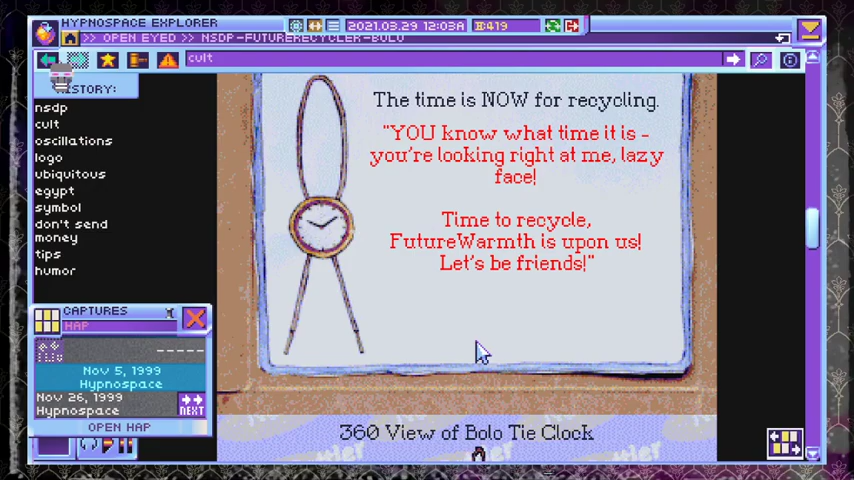 HYPNOSPACE EXPLORER
2021.03.29 12:03A
419
>> OPEN EYED >> NSDP-FUTURERECYCLER-BOLO
cult
HISTORY:
nsdp
cult
oscillations
logo
ubiquitous
egypt
symbol
don't send
money
tips
humor
The time is NOW for recycling.
"YOU know what time it is -
you're looking right at me, lazy
face!
Time to recycle,
FutureWarmth is upon us!
Let's be friends!"
CAPTURES
HAP
-----
Nov 5, 1999
Hypnospace
Nov 26, 1999
Hypnospace
NEXT
OPEN HAP
360 View of Bolo Tie Clock